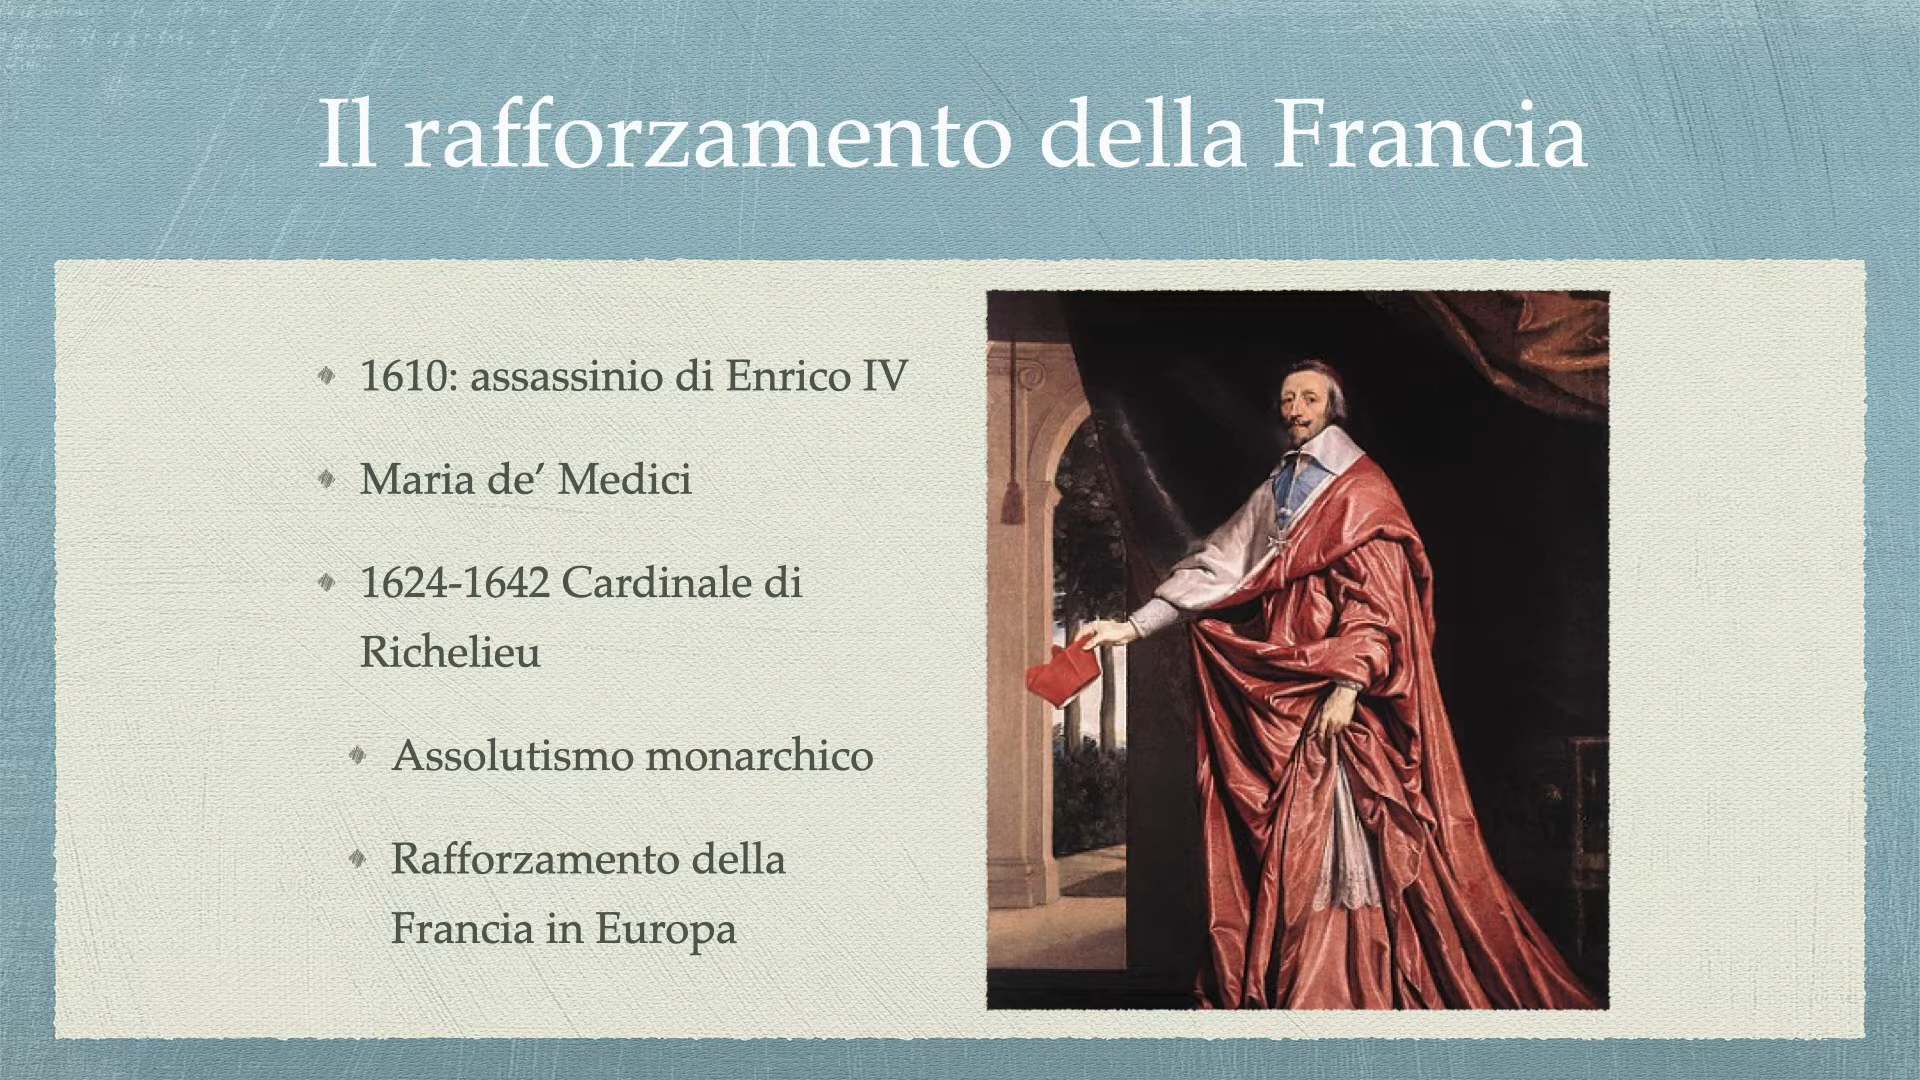 Il rafforzamento della Francia
1610: assassinio di Enrico IV
Maria de’ Medici
1624-1642 Cardinale di
Richelieu
Assolutismo monarchico
Rafforzamento della
Francia in Europa